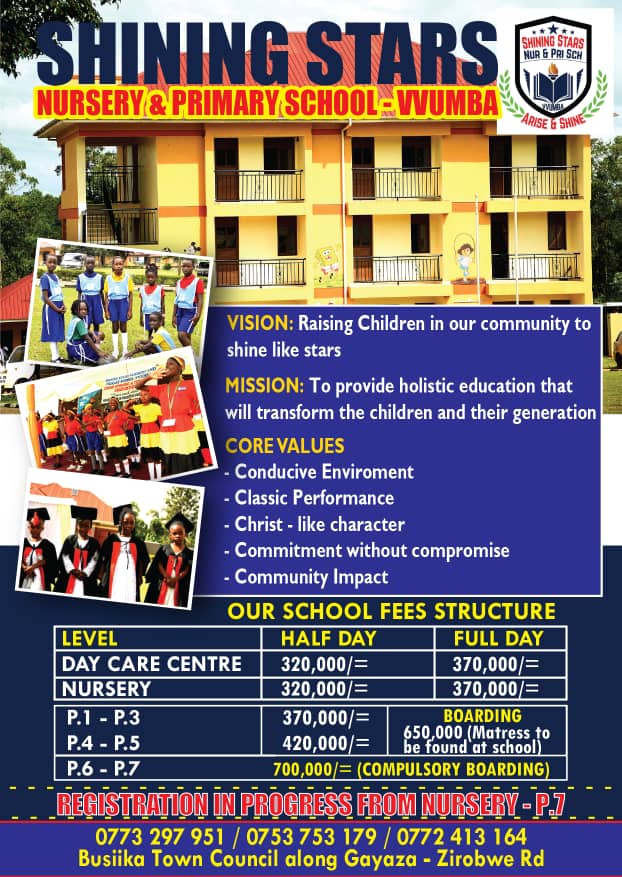 SHINING STARS
NURSERY & PRIMARY SCHOOL - VVUMBA
SHINING STARS
NUR & PRI SCH
VVUMBA
ARISE & SHINE
VISION: Raising Children in our community to
shine like stars
MISSION: To provide holistic education that
will transform the children and their generation
CORE VALUES
- Conducive Enviroment
- Classic Performance
- Christ - like character
- Commitment without compromise
- Community Impact
OUR SCHOOL FEES STRUCTURE
LEVEL HALF DAY FULL DAY
DAY CARE CENTRE 320,000/= 370,000/=
NURSERY 320,000/= 370,000/=
P.1 - P.3 370,000/= BOARDING
P.4 - P.5 420,000/= 650,000 (Matress to
be found at school)
P.6 - P.7 700,000/= (COMPULSORY BOARDING)
REGISTRATION IN PROGRESS FROM NURSERY - P.7
0773 297 951 / 0753 753 179 / 0772 413 164
Busiika Town Council along Gayaza - Zirobwe Rd